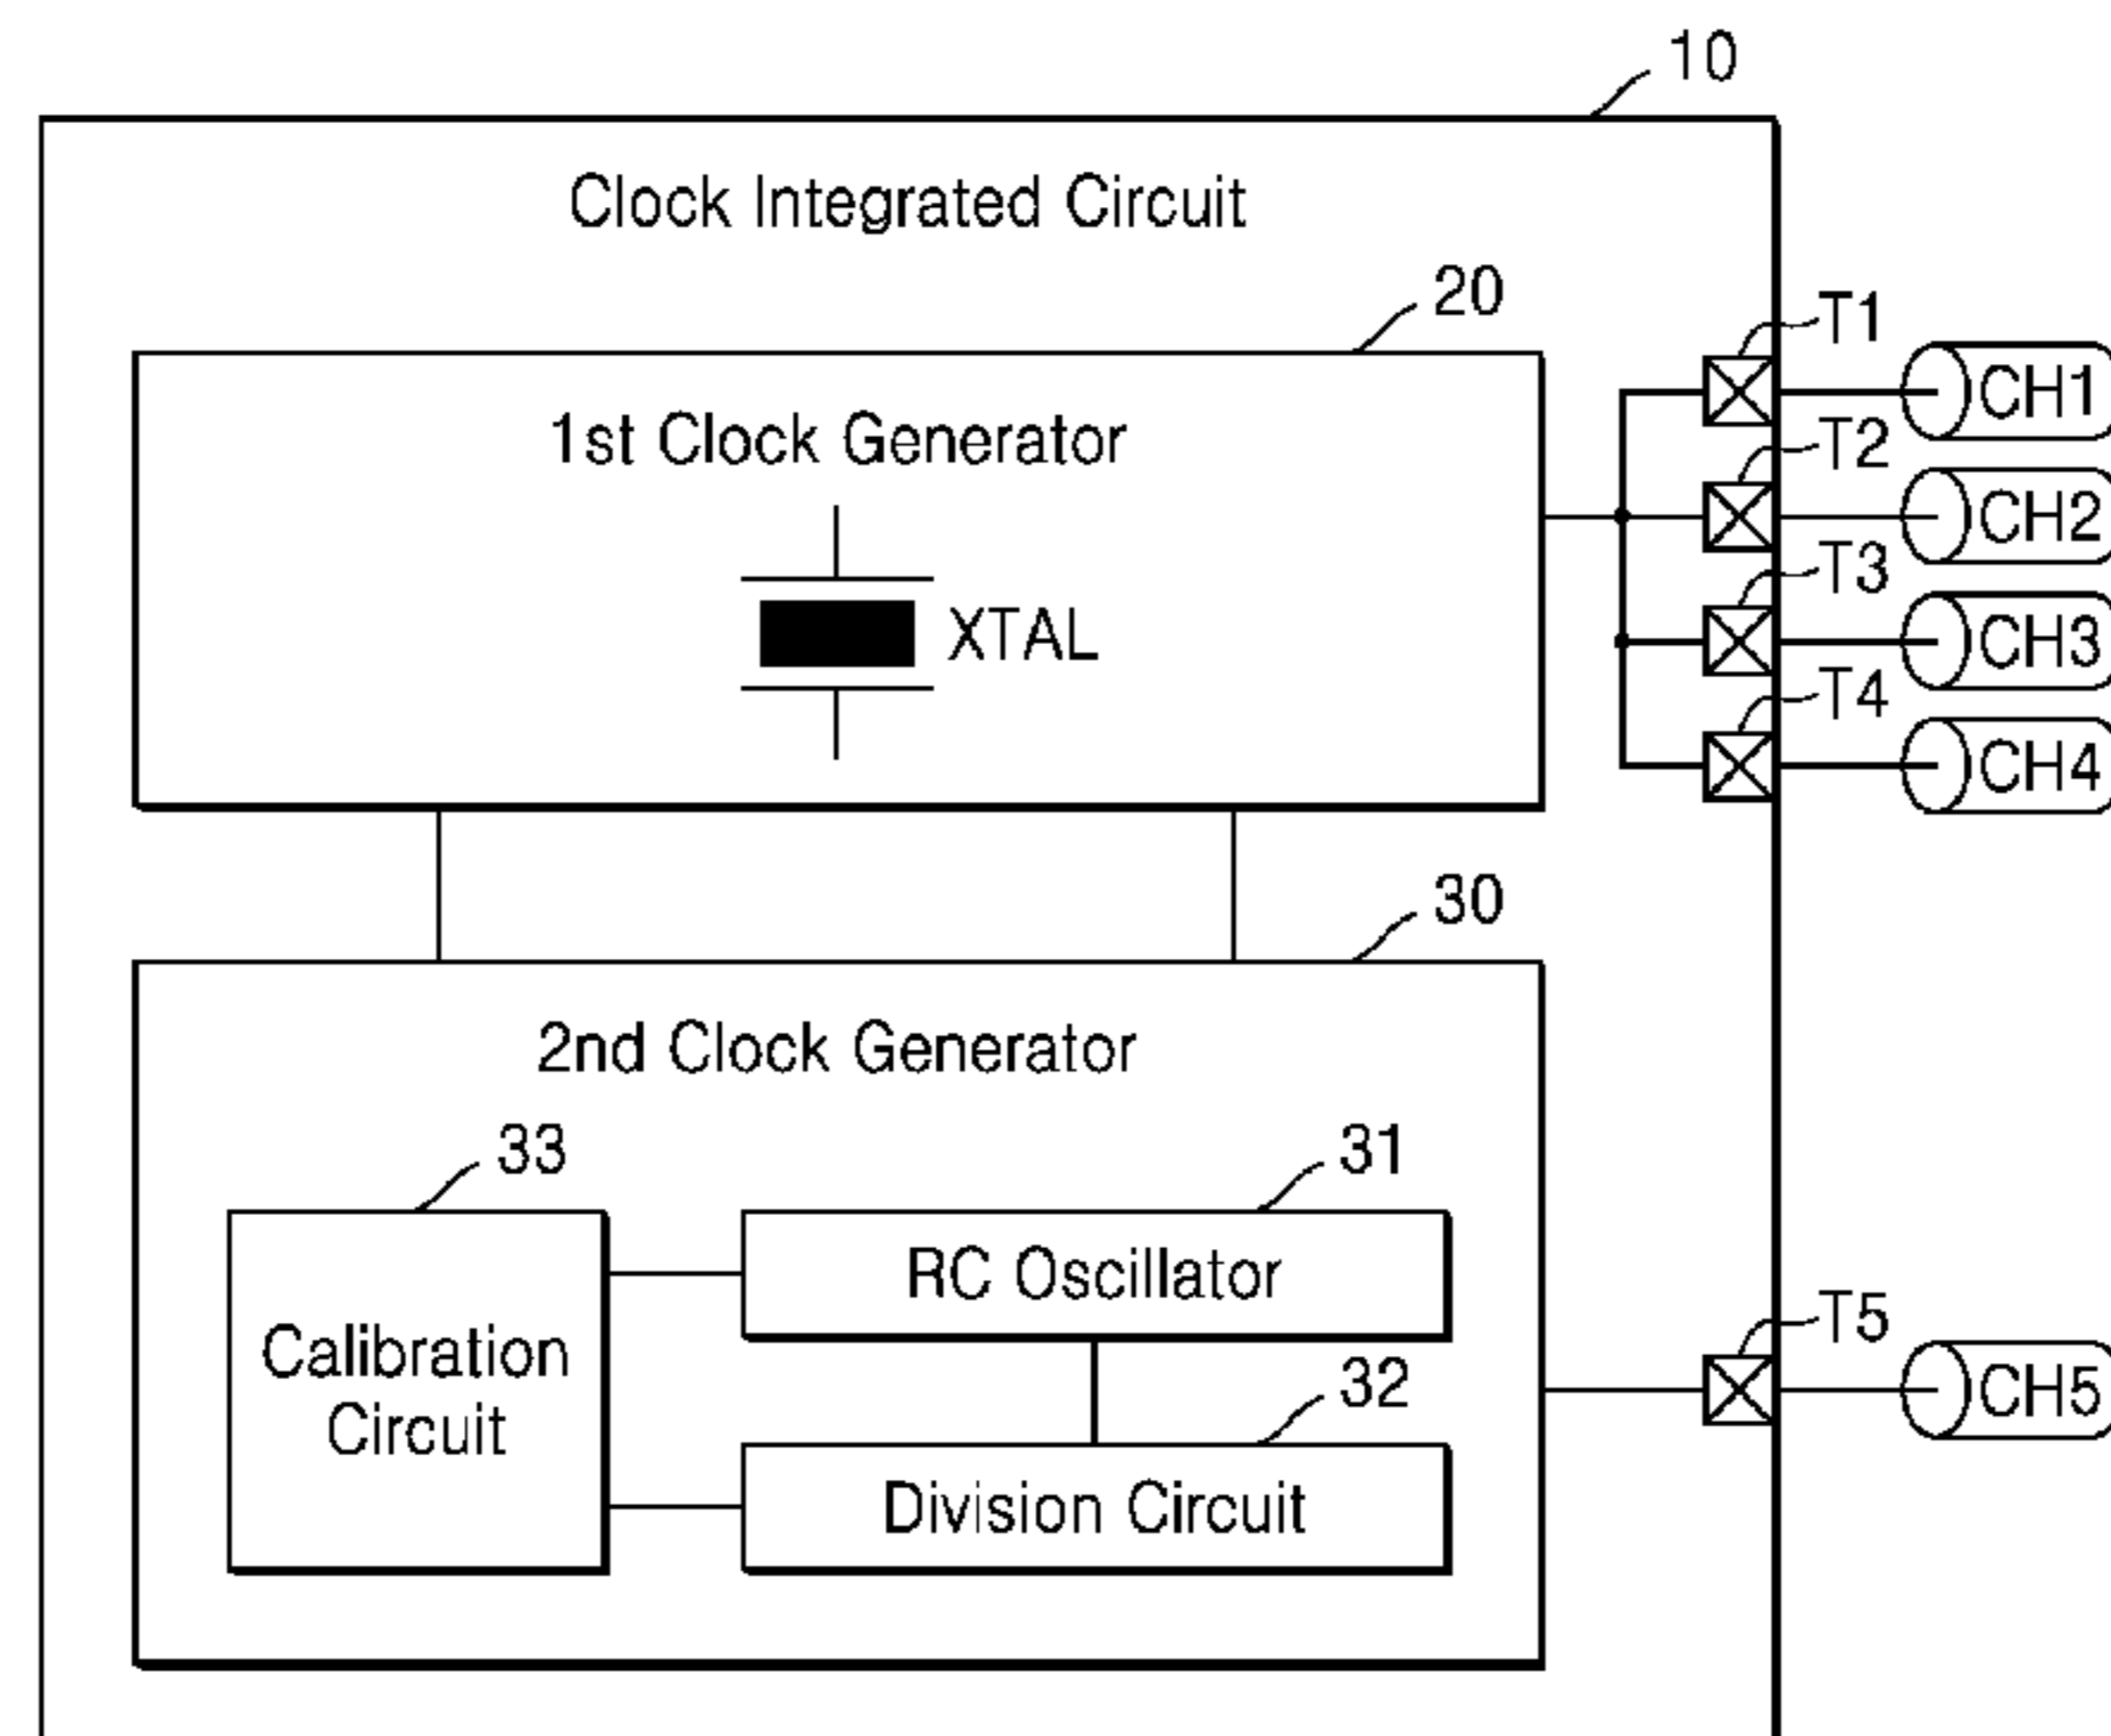 10
Clock Integrated Circuit
20
T1
CH1
1st Clock Generator
T2
CH2
T3
XTAL
CH3
T4
CH4
30
2nd Clock Generator
33
31
RC Oscillator
Calibration
Circuit
T5
32
CH5
Division Circuit